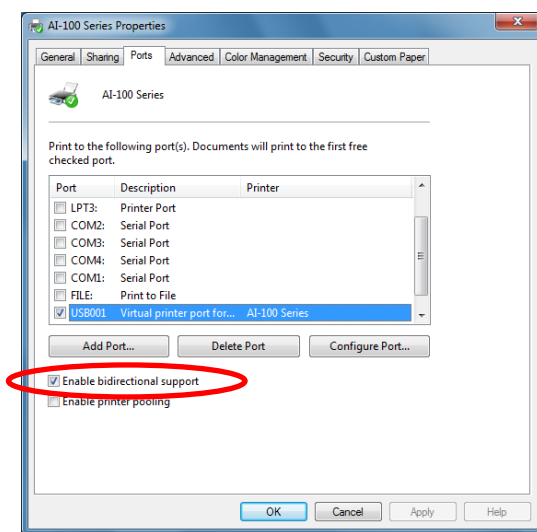 AI-100 Series Properties
General Sharing Ports Advanced Color Management Security Custom Paper
AI-100 Series
Print to the following port(s). Documents will print to the first free
checked port.
Port Description Printer
LPT3: Printer Port
COM2: Serial Port
COM3: Serial Port
COM4: Serial Port
COM1: Serial Port
FILE: Print to File
USB001 Virtual printer port for... AI-100 Series
Add Port... Delete Port Configure Port...
Enable bidirectional support
Enable printer pooling
OK Cancel Apply Help